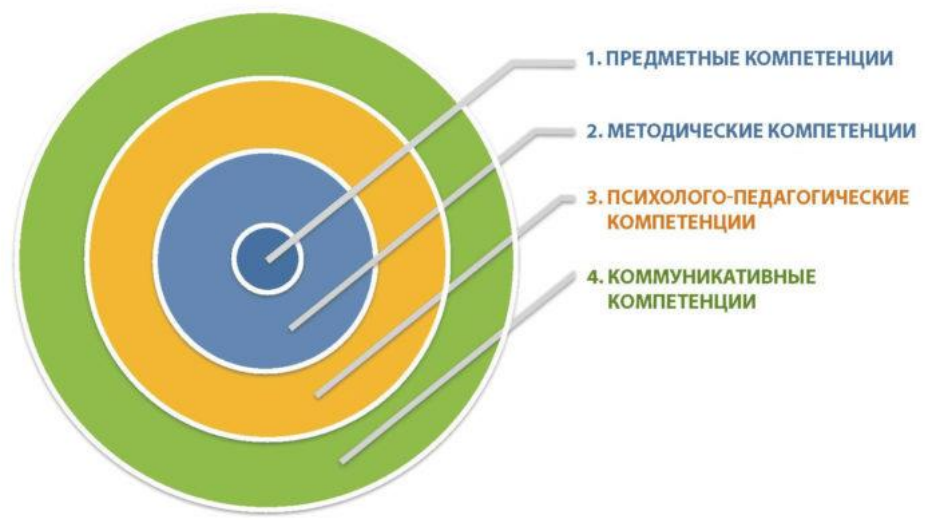 1. ПРЕДМЕТНЫЕ КОМПЕТЕНЦИИ
2. МЕТОДИЧЕСКИЕ КОМПЕТЕНЦИИ
3. ПСИХОЛОГО-ПЕДАГОГИЧЕСКИЕ
КОМПЕТЕНЦИИ
4. КОММУНИКАТИВНЫЕ
КОМПЕТЕНЦИИ